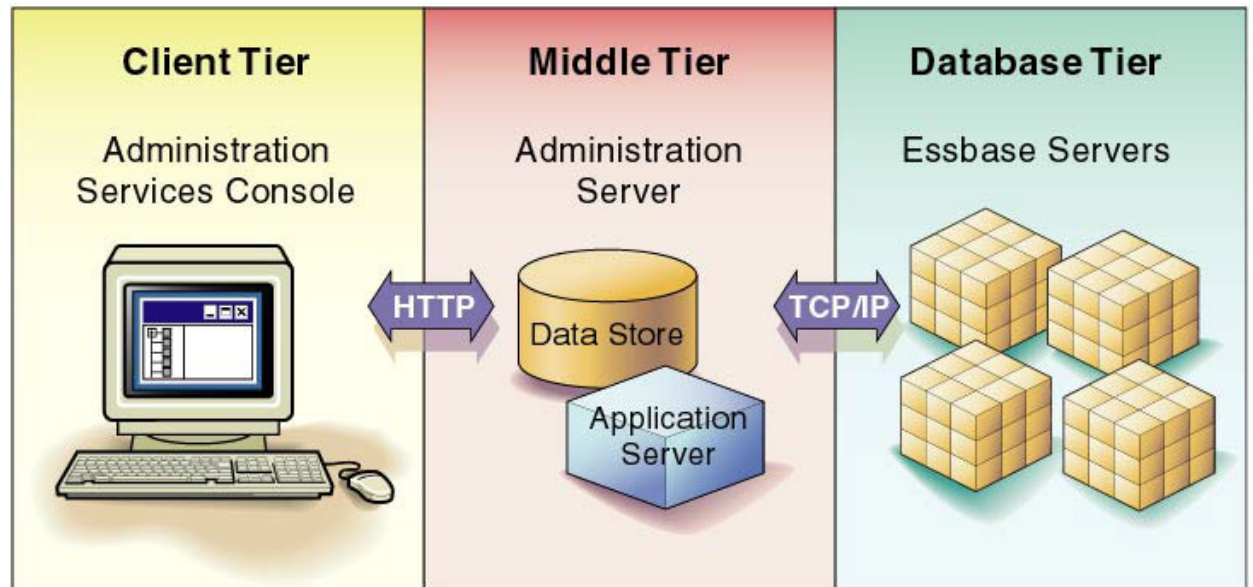 Client Tier
Administration
Services Console
HTTP
Middle Tier
Administration
Server
Data Store
Application
Server
TCP/IP
Database Tier
Essbase Servers